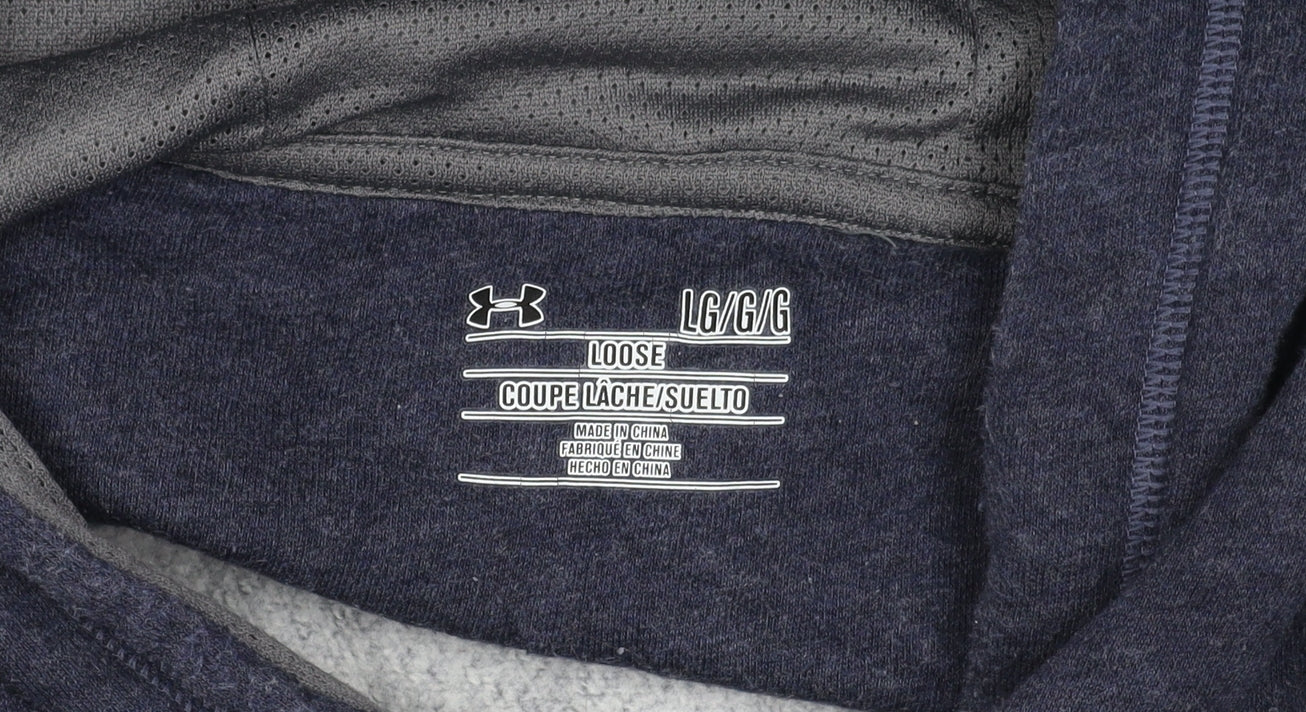 LG/G/G
LOOSE
COUPE LÂCHE/SUELTO
MADE IN CHINA
FABRIQUÉ EN CHINE
HECHO EN CHINA